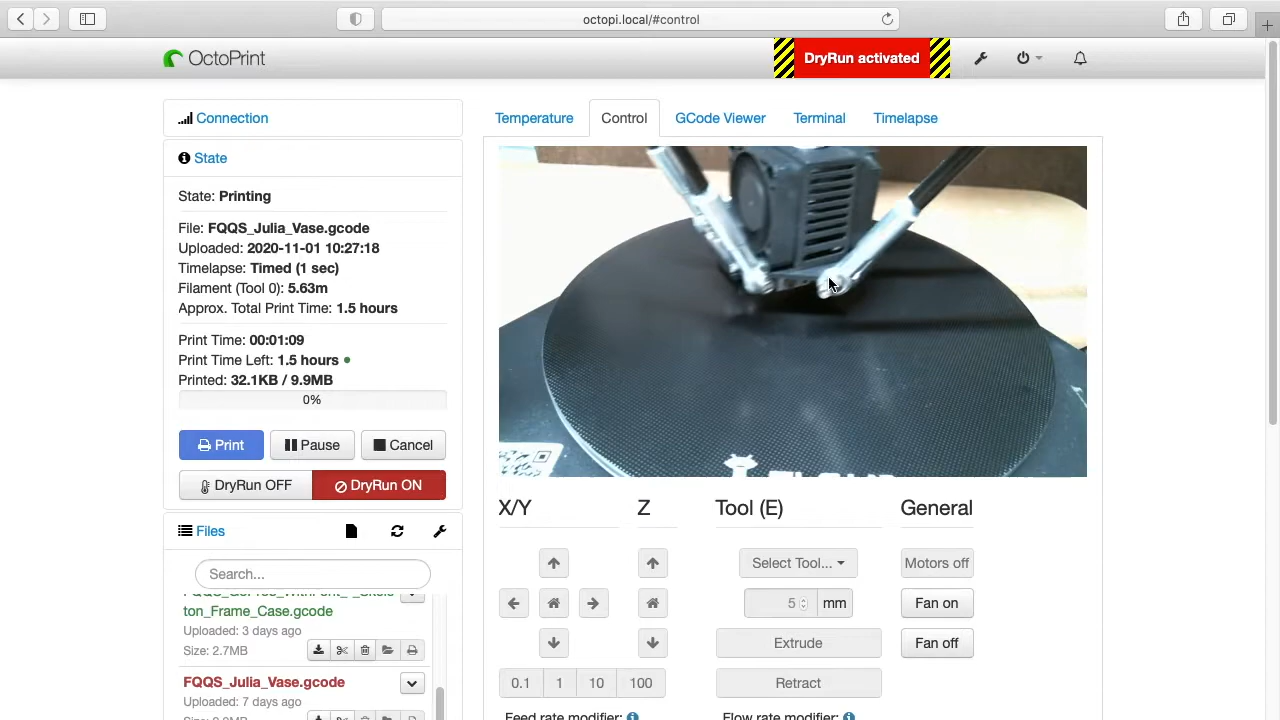 octopi.local/#control
OctoPrint
DryRun activated
Connection
State
State: Printing
File: FQQS_Julia_Vase.gcode
Uploaded: 2020-11-01 10:27:18
Timelapse: Timed (1 sec)
Filament (Tool 0): 5.63m
Approx. Total Print Time: 1.5 hours
Print Time: 00:01:09
Print Time Left: 1.5 hours
Printed: 32.1KB / 9.9MB
0%
Print
Pause
Cancel
DryRun OFF
DryRun ON
Files
Search...
ton_Frame_Case.gcode
Uploaded: 3 days ago
Size: 2.7MB
FQQS_Julia_Vase.gcode
Uploaded: 7 days ago
Temperature
Control
GCode Viewer
Terminal
Timelapse
X/Y
Z
Tool (E)
General
Select Tool...
Motors off
5 mm
Fan on
Extrude
Fan off
0.1 1 10 100
Retract
Feed rate modifier:
Flow rate modifier: